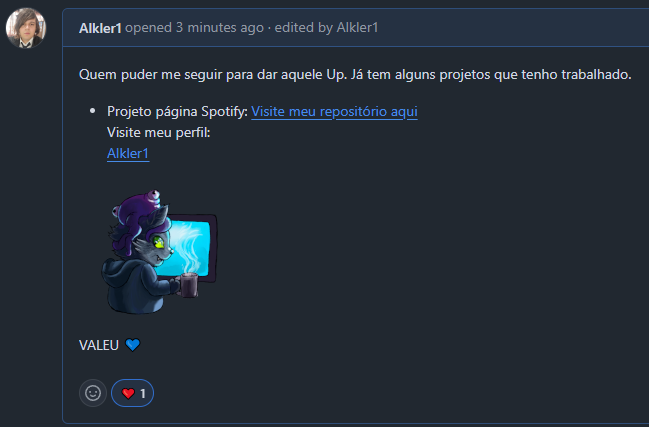 Alkler1 opened 3 minutes ago · edited by Alkler1
Quem puder me seguir para dar aquele Up. Já tem alguns projetos que tenho trabalhado.
• Projeto página Spotify: Visite meu repositório aqui
Visite meu perfil:
Alkler1
VALEU 💙
❤️ 1